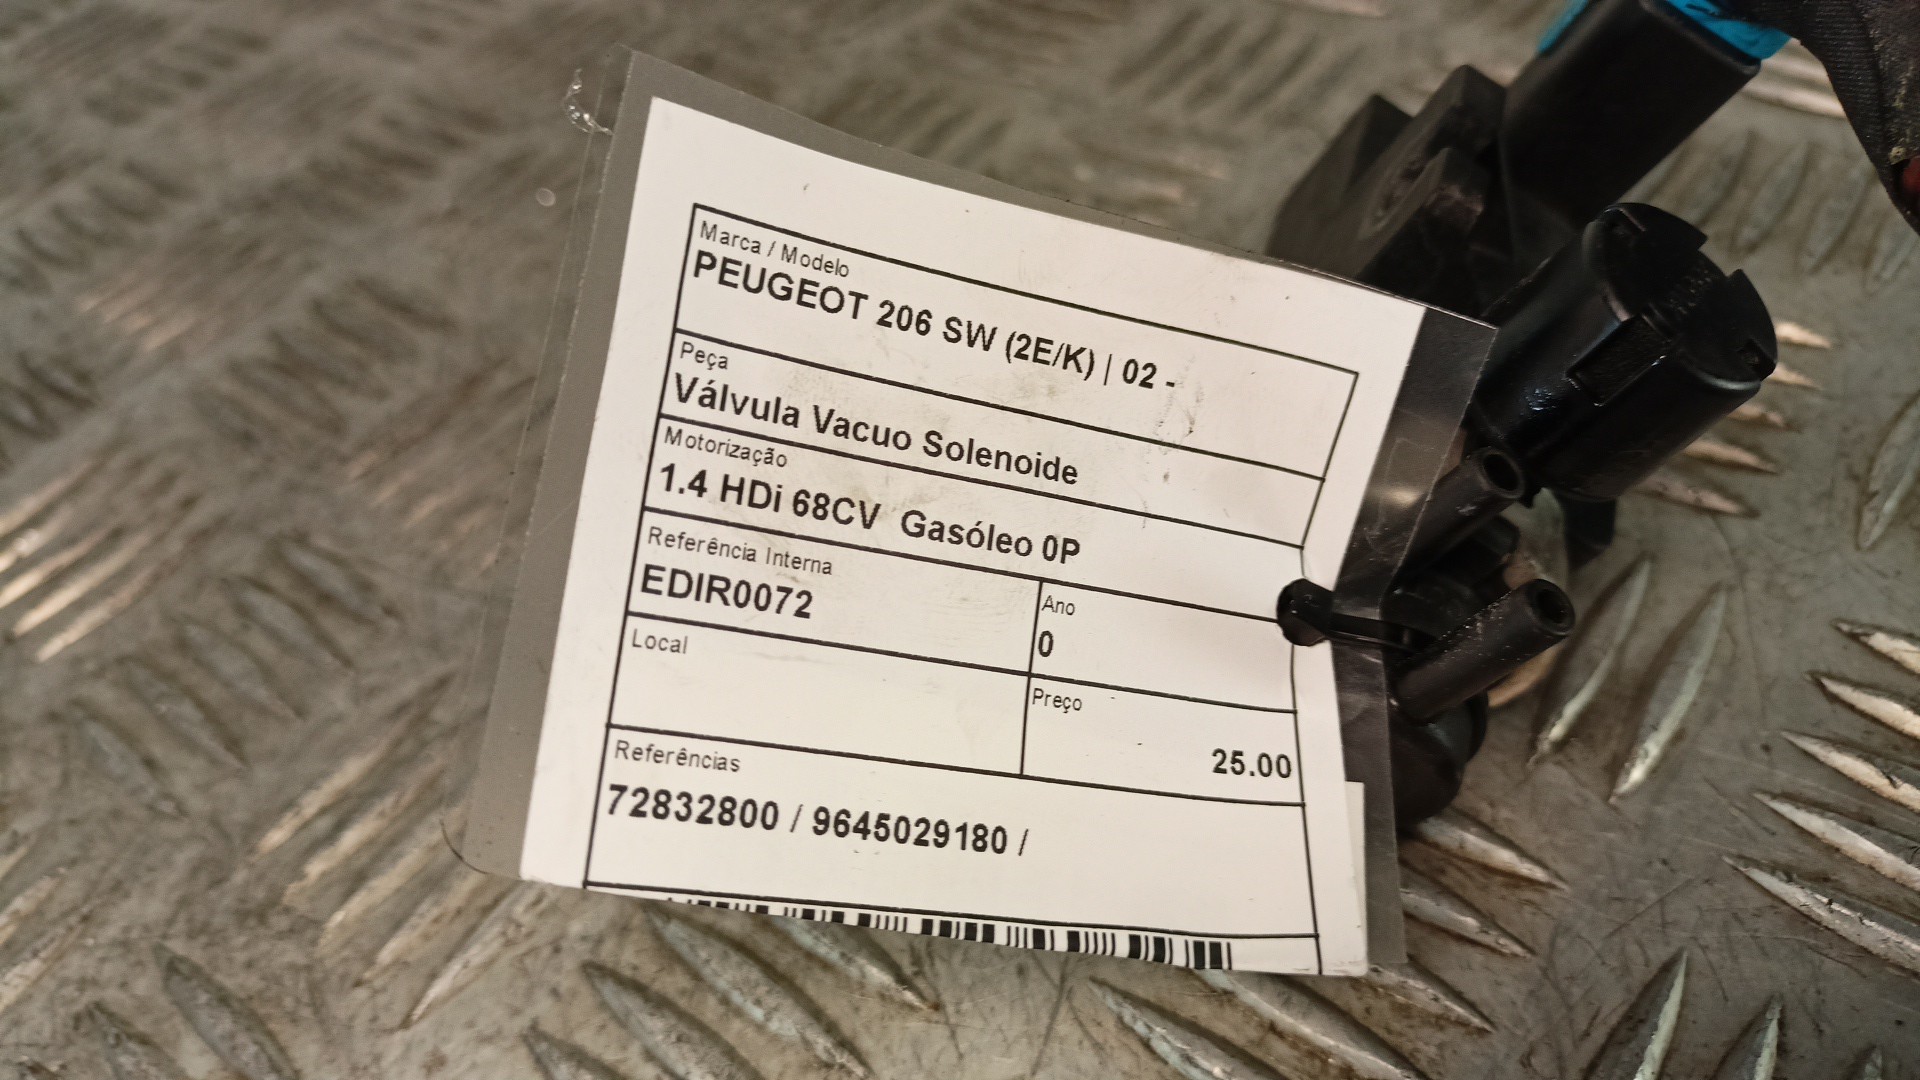 Marca / Modelo
PEUGEOT 206 SW (2E/K) | 02 -
Peça
Válvula Vacuo Solenoide
Motorização
1.4 HDi 68CV  Gasóleo 0P
Referência Interna
EDIR0072
Ano
0
Local
Preço
25.00
Referências
72832800 / 9645029180 /